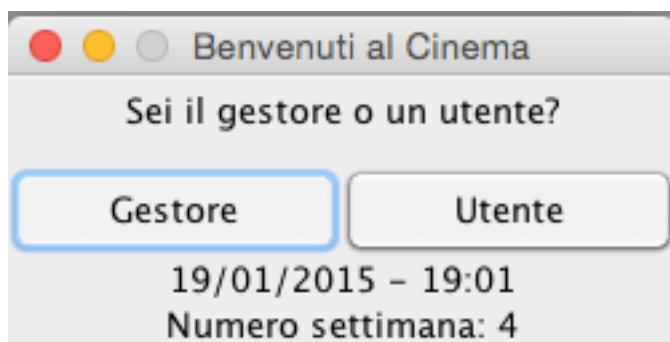 Benvenuti al Cinema
Sei il gestore o un utente?
Gestore Utente
19/01/2015 – 19:01
Numero settimana: 4